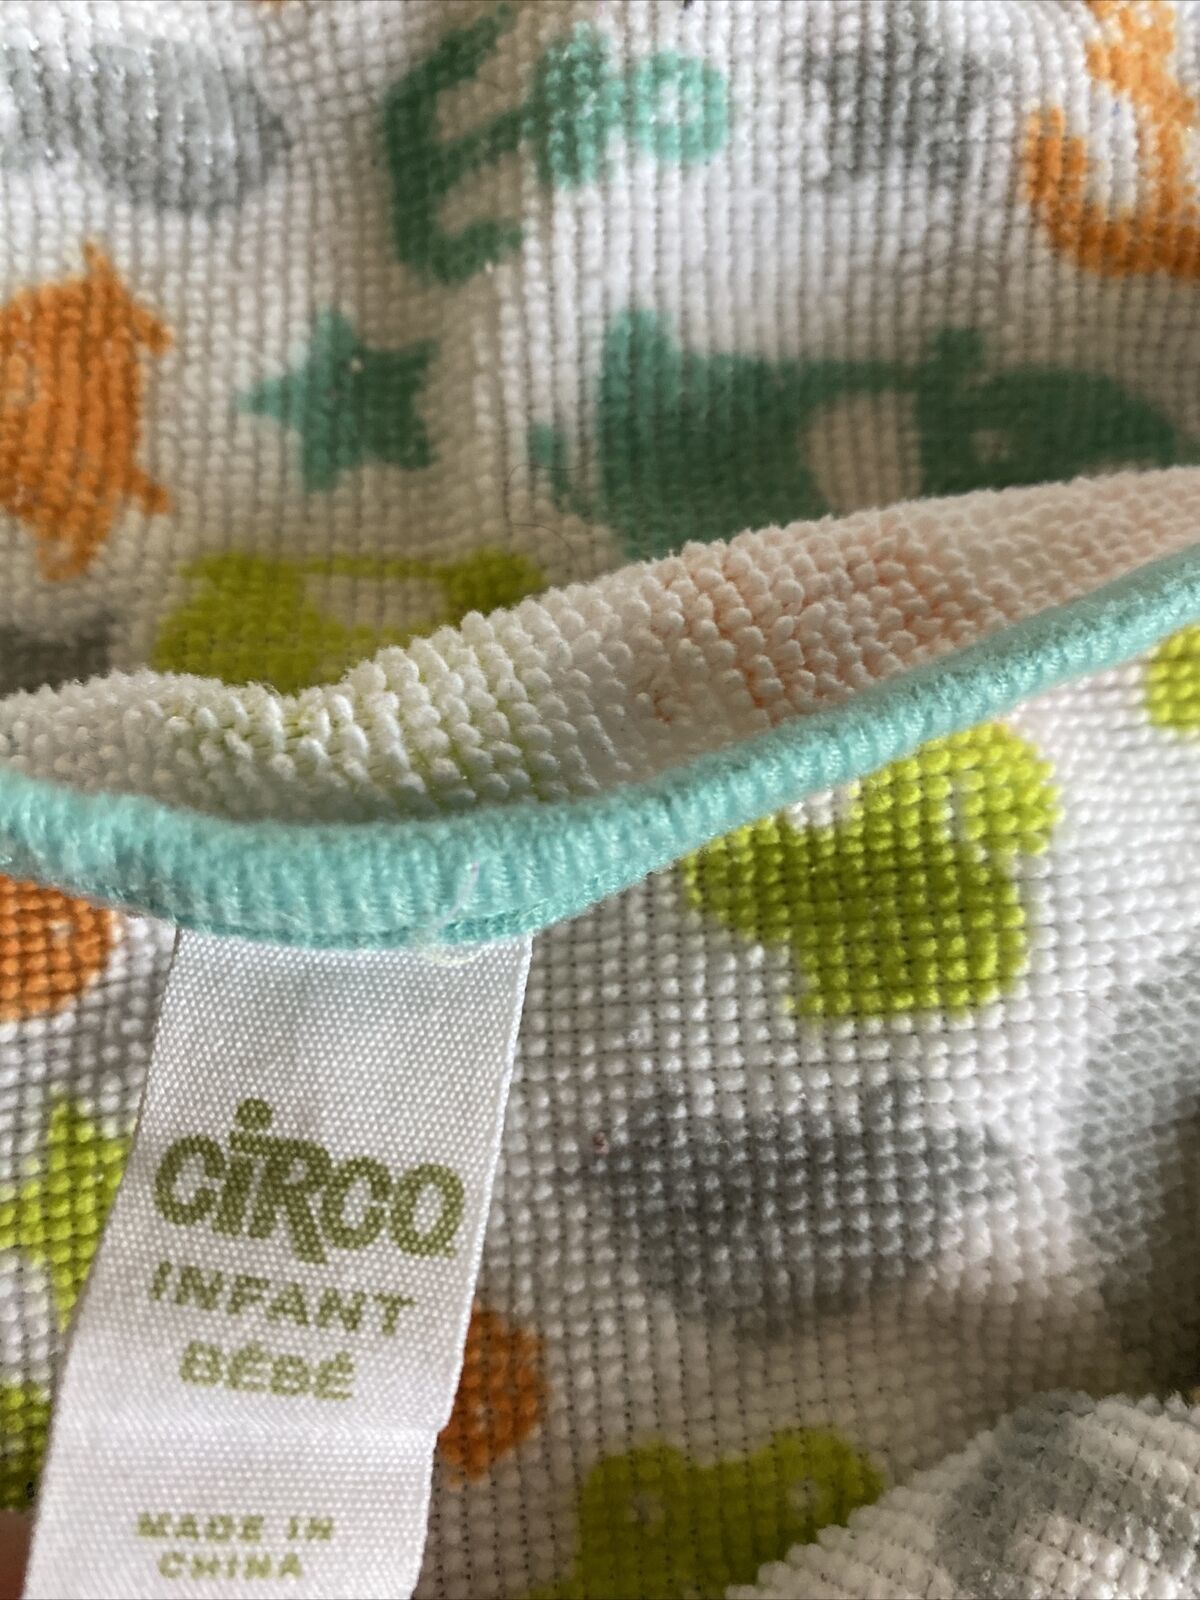 CIRCO
INFANT
BÉBÉ
MADE IN
CHINA